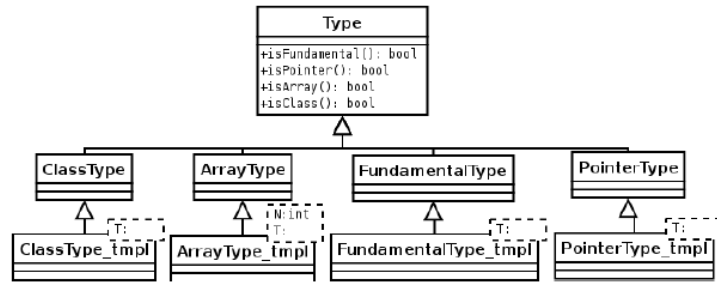 Type
+isFundamental(): bool
+isPointer(): bool
+isArray(): bool
+isClass(): bool
ClassType
ArrayType
FundamentalType
PointerType
T:
N:int
T:
T:
T:
ClassType_tmpl
ArrayType_tmpl
FundamentalType_tmpl
PointerType_tmpl